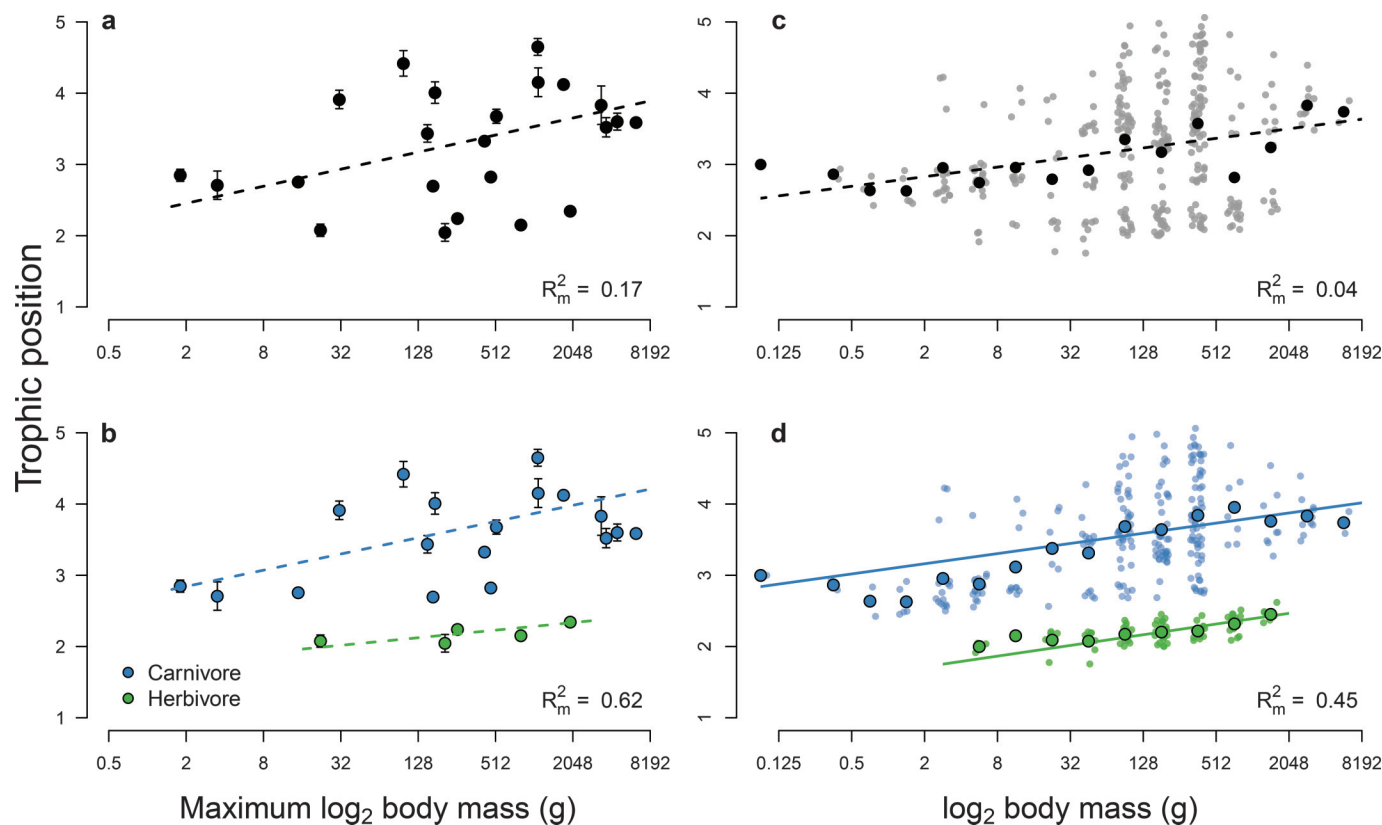 Trophic position
a
5
4
3
2
1
R²m = 0.17
0.5 2 8 32 128 512 2048 8192
c
5
4
3
2
1
R²m = 0.04
0.125 0.5 2 8 32 128 512 2048 8192
b
5
4
3
2
1
Carnivore
Herbivore
R²m = 0.62
0.5 2 8 32 128 512 2048 8192
Maximum log₂ body mass (g)
d
5
4
3
2
1
R²m = 0.45
0.125 0.5 2 8 32 128 512 2048 8192
log₂ body mass (g)